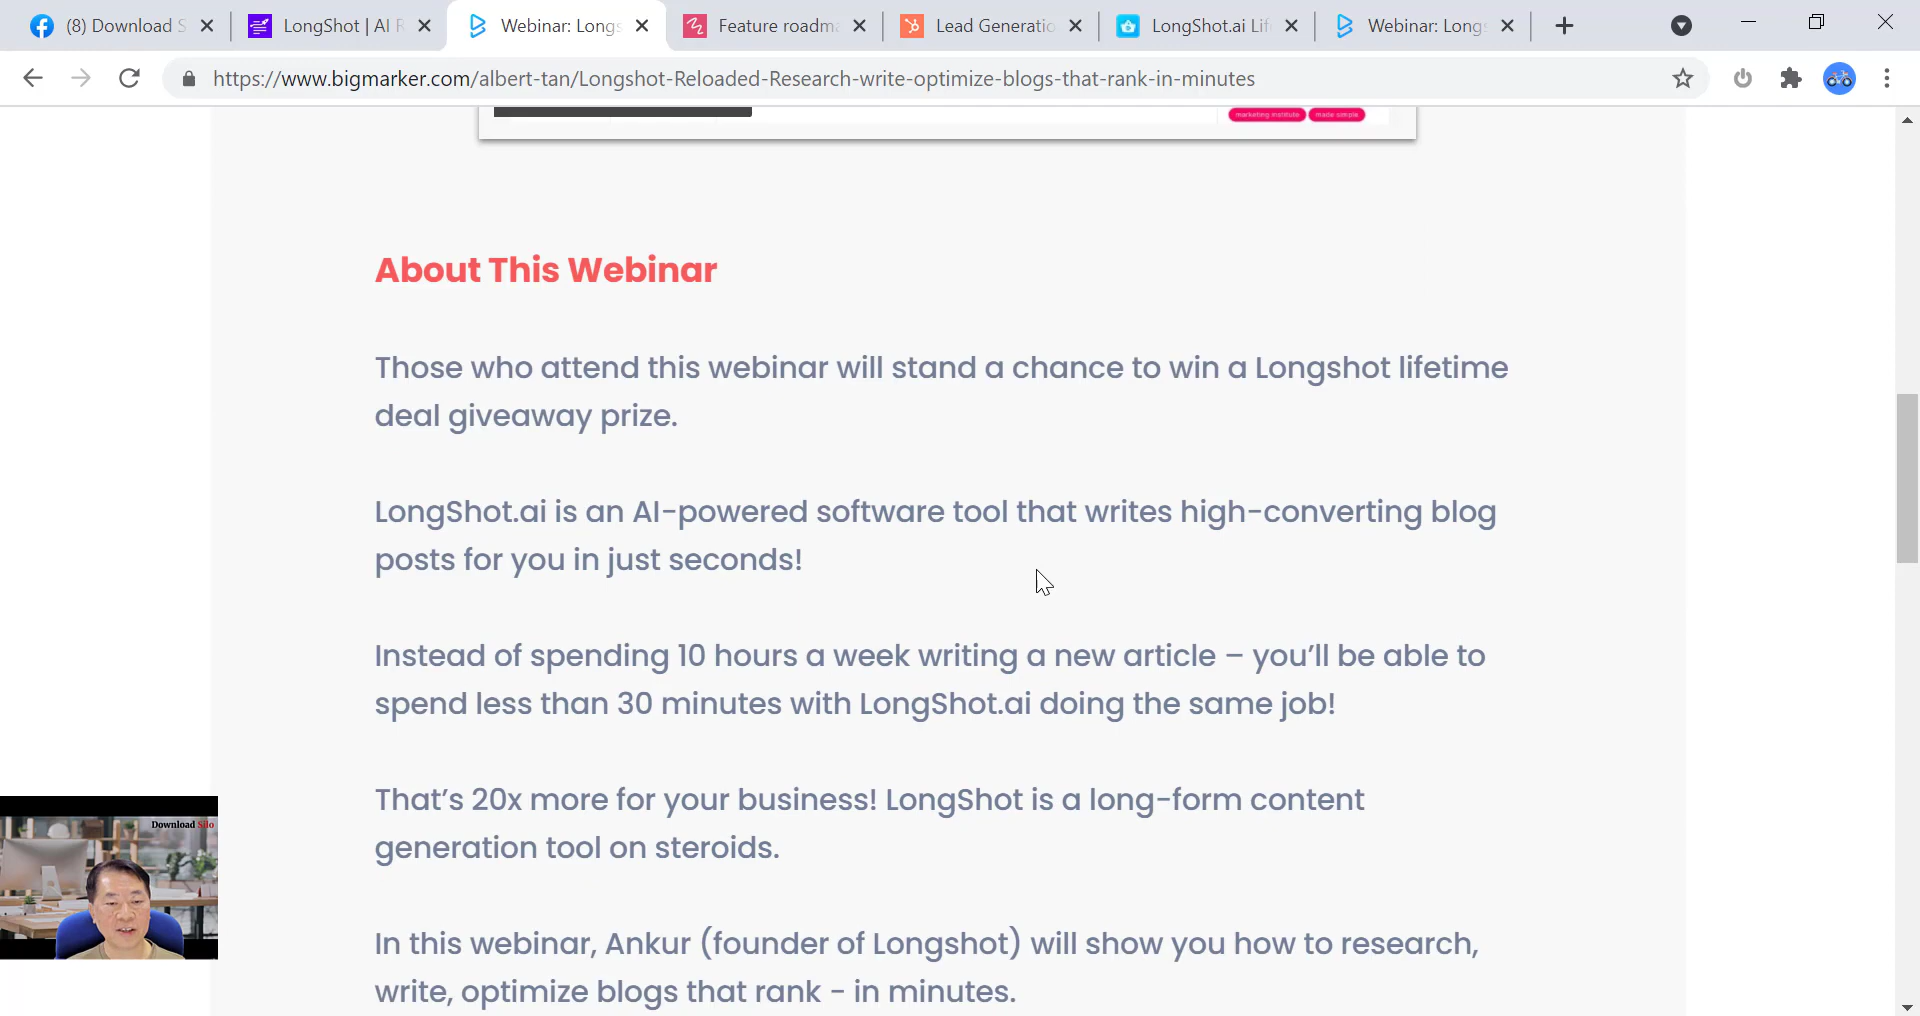 (8) Download S
LongShot | AI R
Webinar: Longs
Feature roadma
Lead Generatio
LongShot.ai Lif
Webinar: Longs
https://www.bigmarker.com/albert-tan/Longshot-Reloaded-Research-write-optimize-blogs-that-rank-in-minutes
marketing institute made simple
About This Webinar
Those who attend this webinar will stand a chance to win a Longshot lifetime
deal giveaway prize.
LongShot.ai is an AI-powered software tool that writes high-converting blog
posts for you in just seconds!
Instead of spending 10 hours a week writing a new article – you’ll be able to
spend less than 30 minutes with LongShot.ai doing the same job!
That’s 20x more for your business! LongShot is a long-form content
generation tool on steroids.
Download Silo
In this webinar, Ankur (founder of Longshot) will show you how to research,
write, optimize blogs that rank - in minutes.